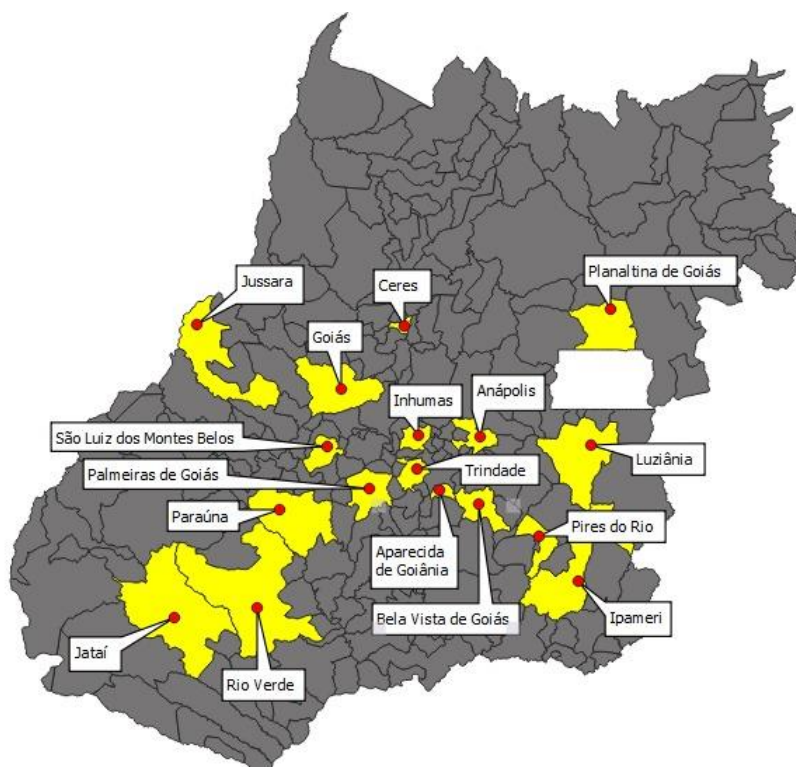 Jussara
Ceres
Planaltina de Goiás
Goiás
Inhumas
Anápolis
São Luiz dos Montes Belos
Luziânia
Palmeiras de Goiás
Trindade
Paraúna
Aparecida
de Goiânia
Pires do Rio
Bela Vista de Goiás
Ipameri
Jataí
Rio Verde